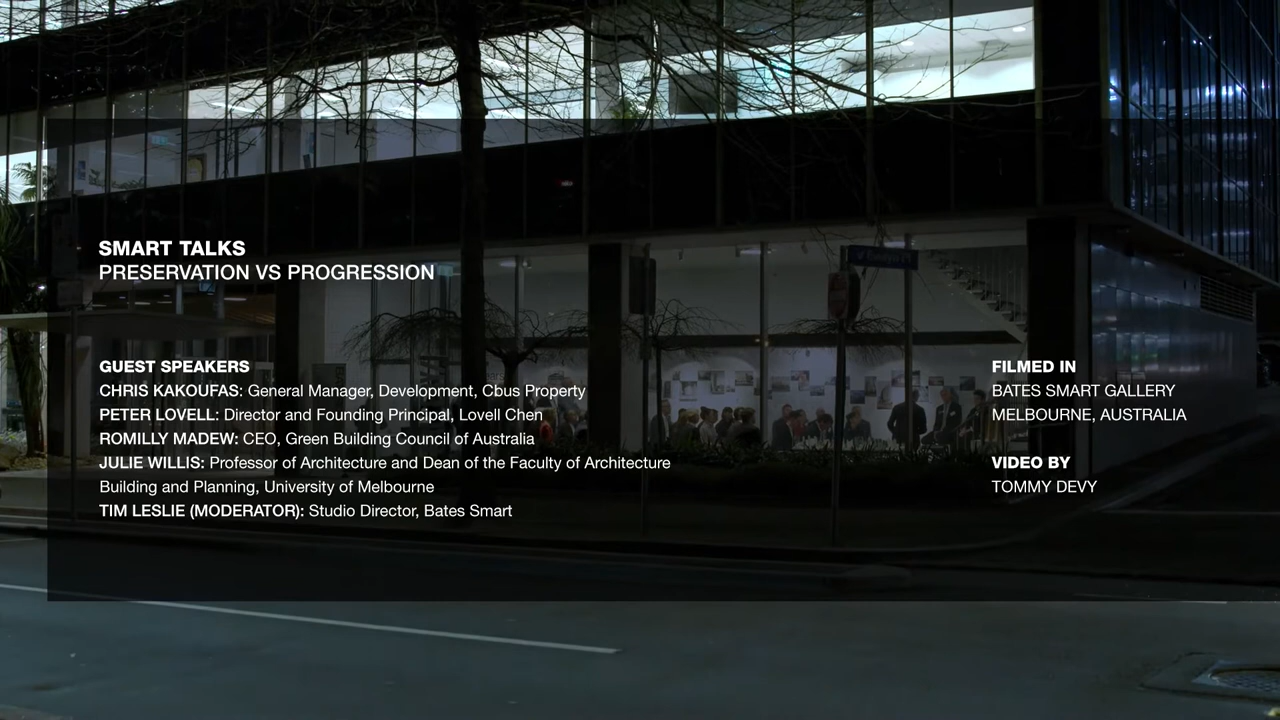 SMART TALKS
PRESERVATION VS PROGRESSION
GUEST SPEAKERS
CHRIS KAKOUFAS: General Manager, Development, Cbus Property
PETER LOVELL: Director and Founding Principal, Lovell Chen
ROMILLY MADEW: CEO, Green Building Council of Australia
JULIE WILLIS: Professor of Architecture and Dean of the Faculty of Architecture
Building and Planning, University of Melbourne
TIM LESLIE (MODERATOR): Studio Director, Bates Smart
FILMED IN
BATES SMART GALLERY
MELBOURNE, AUSTRALIA
VIDEO BY
TOMMY DEVY